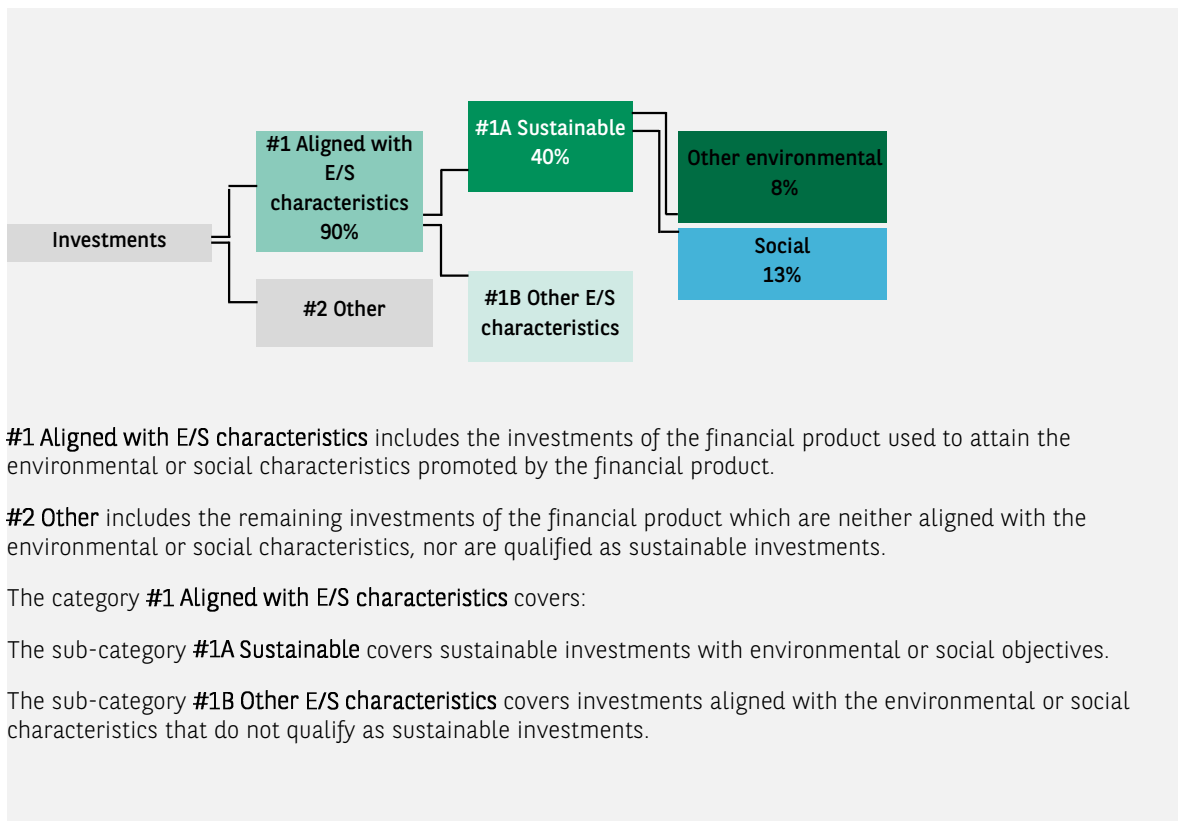 Investments
#1 Aligned with
E/S
characteristics
90%
#2 Other
#1A Sustainable
40%
#1B Other E/S
characteristics
Other environmental
8%
Social
13%
#1 Aligned with E/S characteristics includes the investments of the financial product used to attain the
environmental or social characteristics promoted by the financial product.
#2 Other includes the remaining investments of the financial product which are neither aligned with the
environmental or social characteristics, nor are qualified as sustainable investments.
The category #1 Aligned with E/S characteristics covers:
The sub-category #1A Sustainable covers sustainable investments with environmental or social objectives.
The sub-category #1B Other E/S characteristics covers investments aligned with the environmental or social
characteristics that do not qualify as sustainable investments.